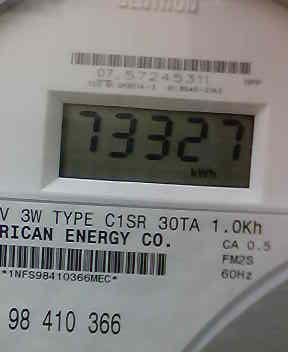 07.57245311
73327
kWh
V 3W TYPE C1SR 30TA 1.0Kh
RICAN ENERGY CO.
CA 0.5
FM2S
60Hz
*1NFS98410366MEC*
98 410 366